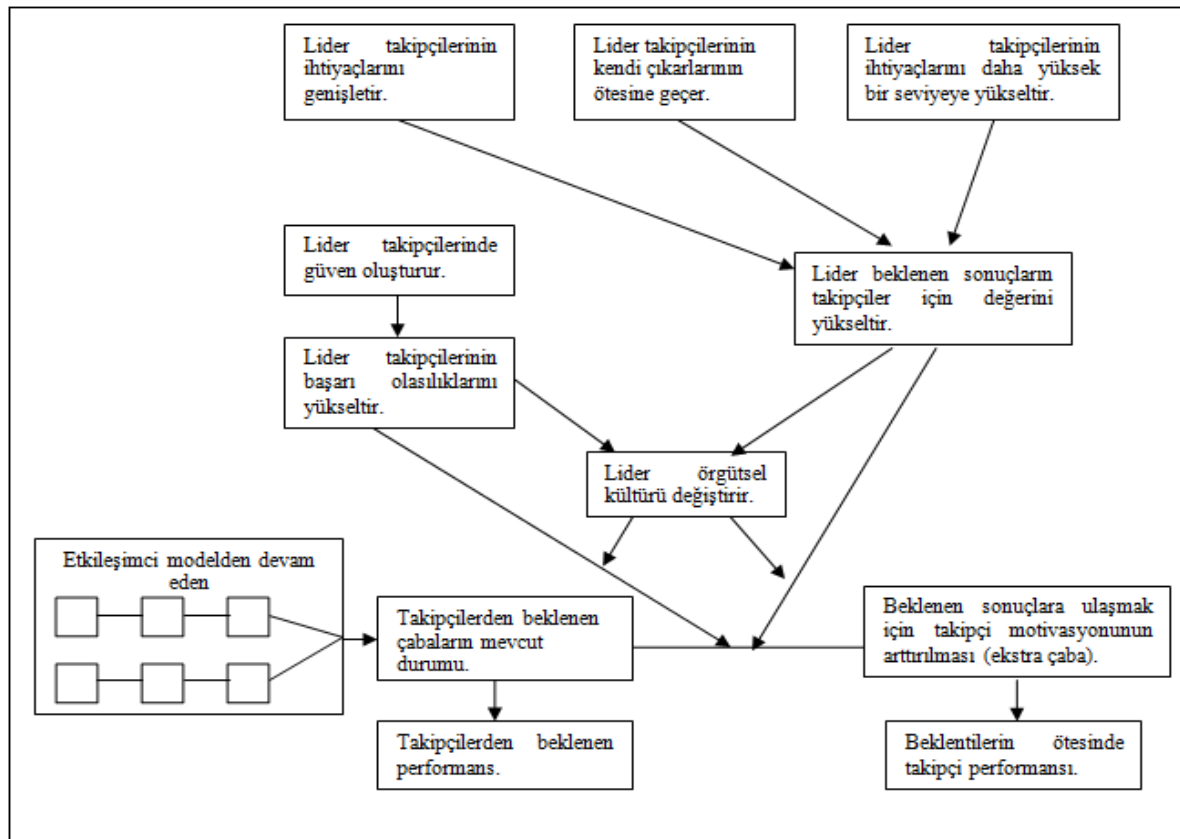 Lider takipçilerinin
ihtiyaçlarını
genişletir.
Lider takipçilerinin
kendi çıkarlarının
ötesine geçer.
Lider takipçilerinin
ihtiyaçlarını daha yüksek
bir seviyeye yükseltir.
Lider takipçilerinde
güven oluşturur.
Lider beklenen sonuçların
takipçiler için değerini
yükseltir.
Lider takipçilerinin
başarı olasılıklarını
yükseltir.
Lider örgütsel
kültürü değiştirir.
Etkileşimci modelden devam
eden
Takipçilerden beklenen
çabaların mevcut
durumu.
Beklenen sonuçlara ulaşmak
için takipçi motivasyonunun
arttırılması (ekstra çaba).
Takipçilerden beklenen
performans.
Beklentilerin ötesinde
takipçi performansı.